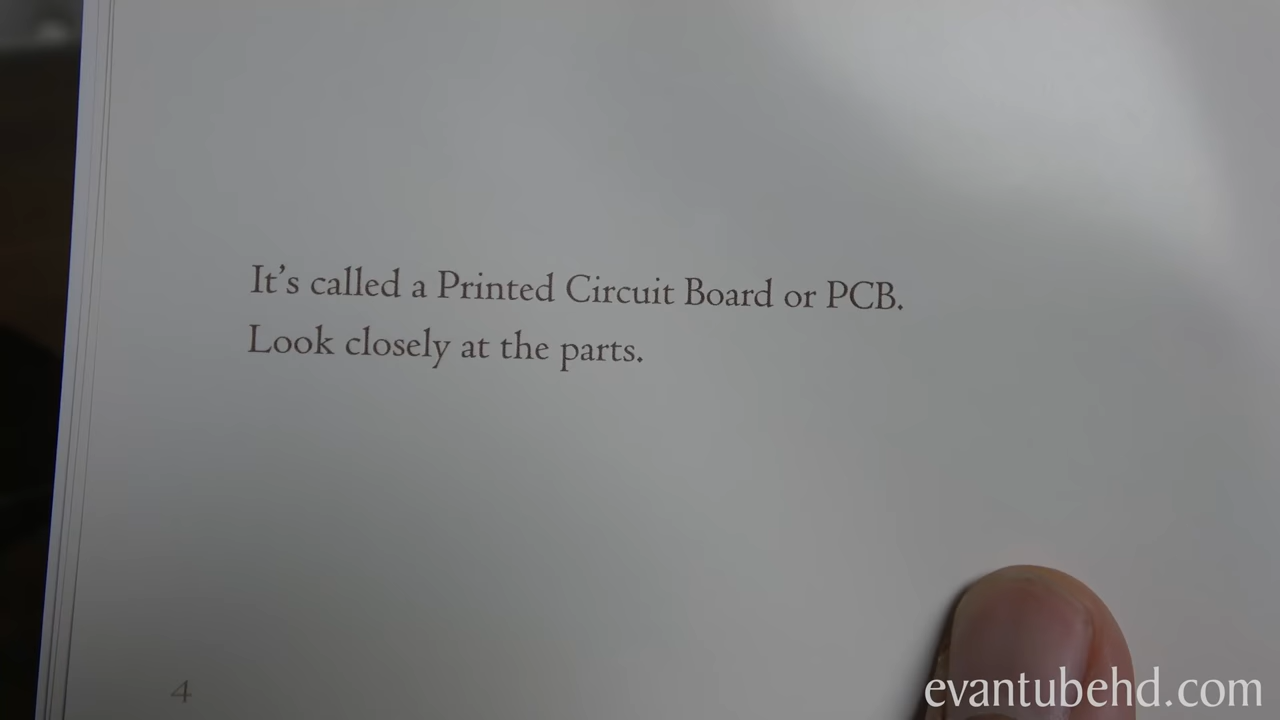 It's called a Printed Circuit Board or PCB.
Look closely at the parts.
4
evantubehd.com